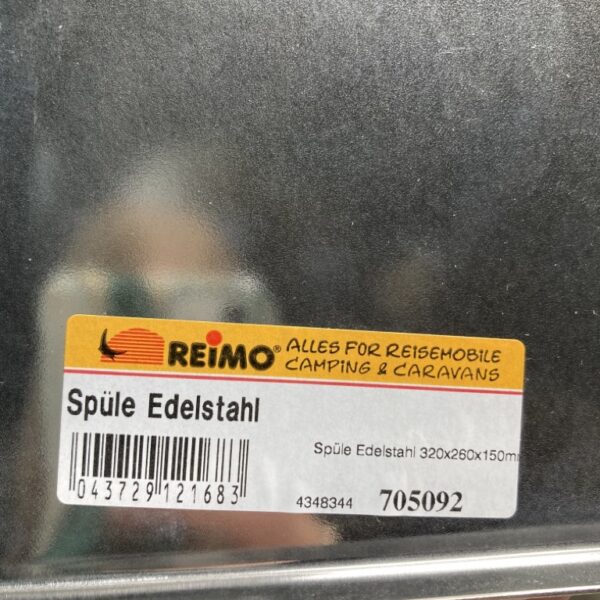 REIMO®
ALLES FÜR REISEMOBILE
CAMPING & CARAVANS
Spüle Edelstahl
Spüle Edelstahl 320x260x150m
043729121683
4348344 705092